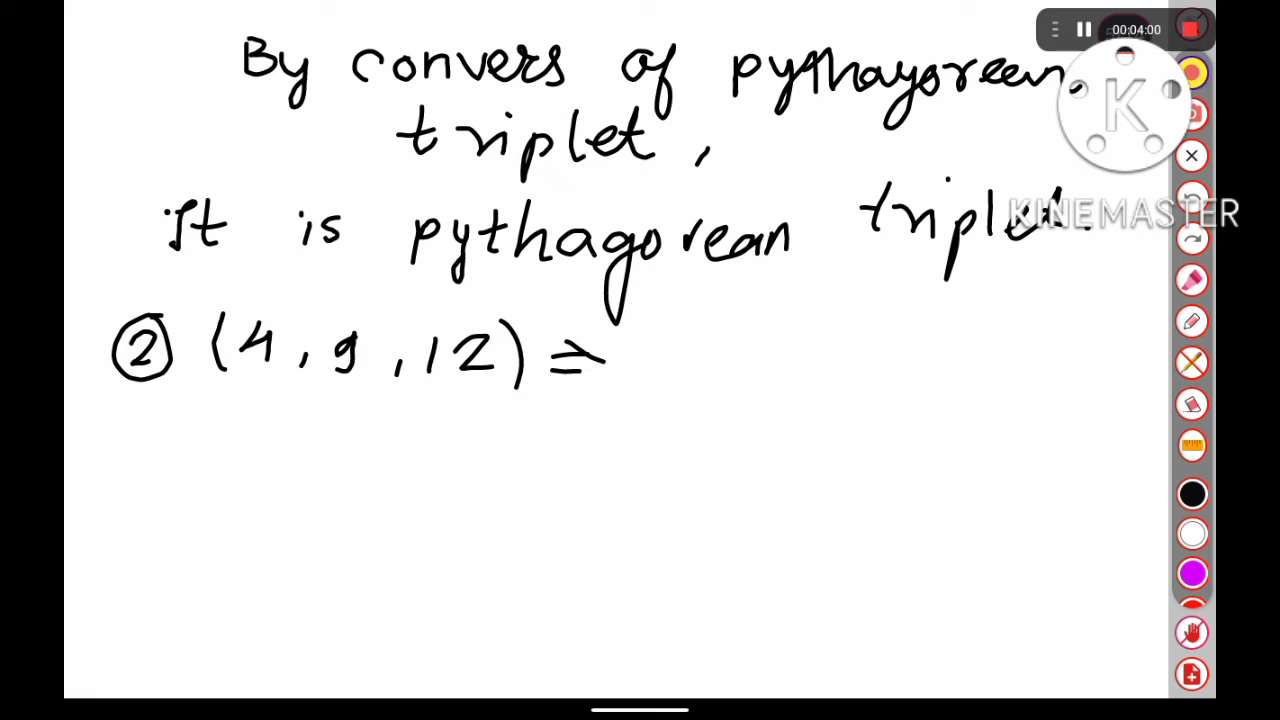 00:04:00
By convers of pythagorean
triplet,
K
It is pythagorean triplet.
KINEMASTER
② (4, 9, 12) ⇒